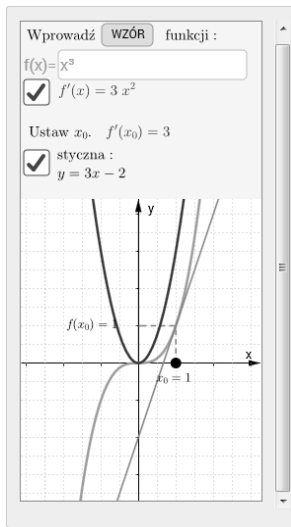 Wprowadź WZÓR funkcji :
f(x)= x³
f′(x) = 3 x²
Ustaw x₀. f′(x₀) = 3
styczna :
y = 3x − 2
y
f(x₀) = 1
x
x₀ = 1